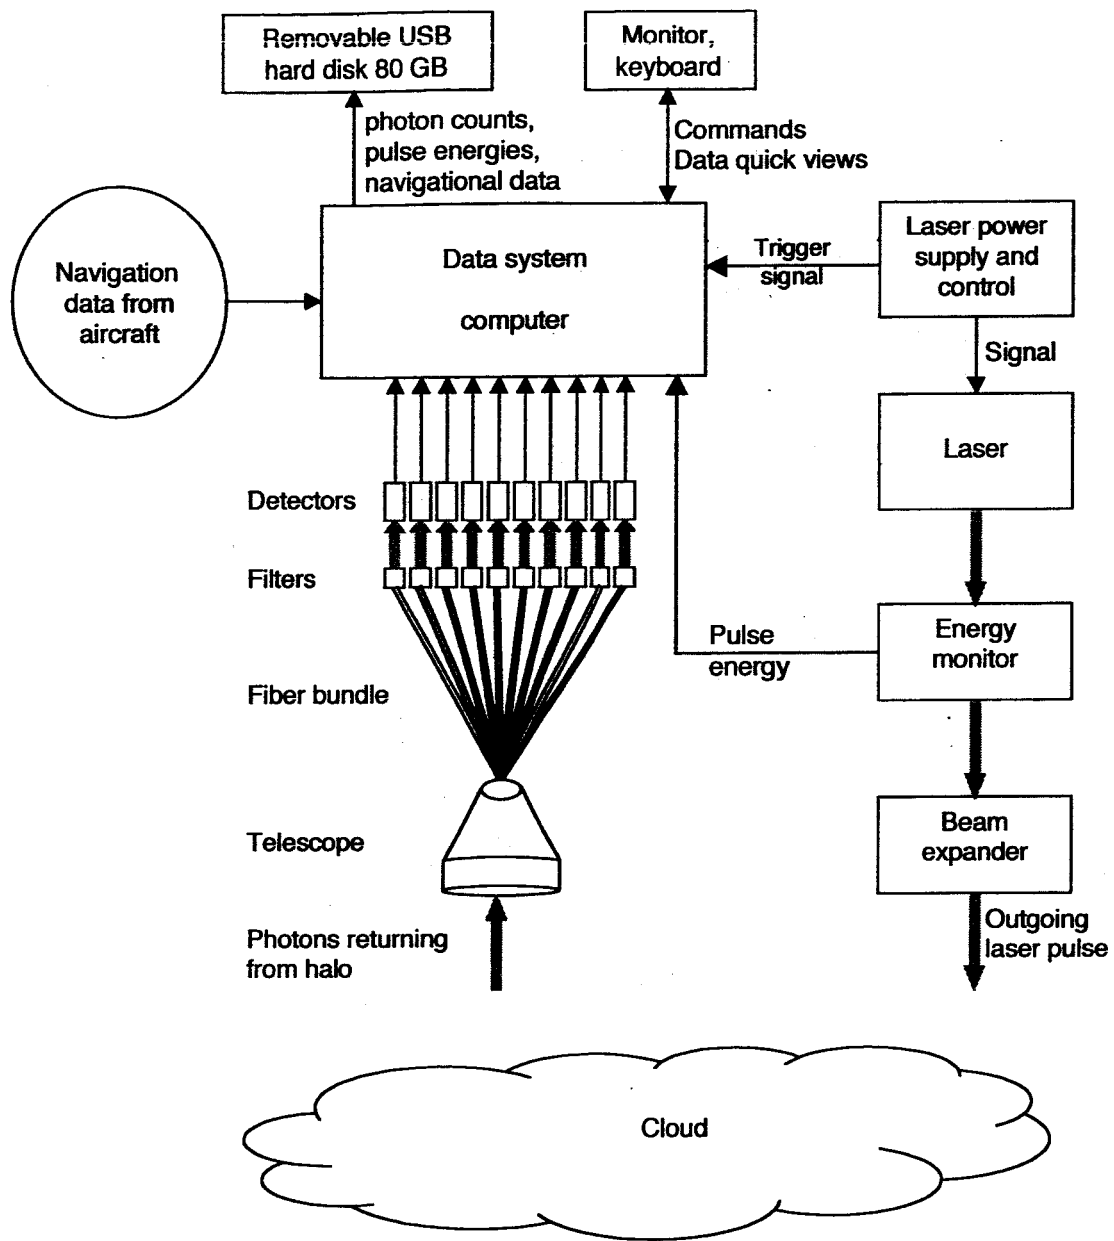 Removable USB
hard disk 80 GB
Monitor,
keyboard
photon counts,
pulse energies,
navigational data
Commands
Data quick views
Navigation
data from
aircraft
Data system
computer
Trigger
signal
Laser power
supply and
control
Signal
Laser
Detectors
Filters
Pulse
energy
Energy
monitor
Fiber bundle
Telescope
Beam
expander
Photons returning
from halo
Outgoing
laser pulse
Cloud